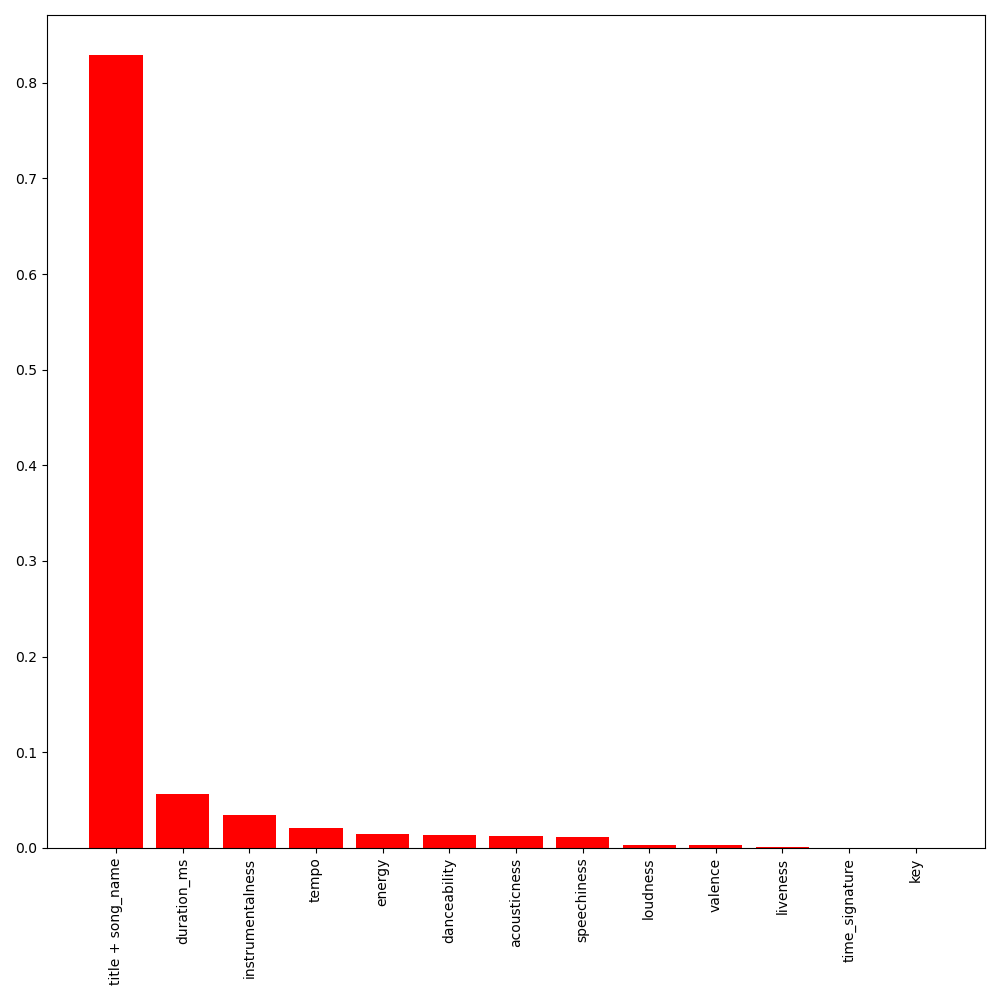 0.8
0.7
0.6
0.5
0.4
0.3
0.2
0.1
0.0
title + song_name
duration_ms
instrumentalness
tempo
energy
danceability
acousticness
speechiness
loudness
valence
liveness
time_signature
key